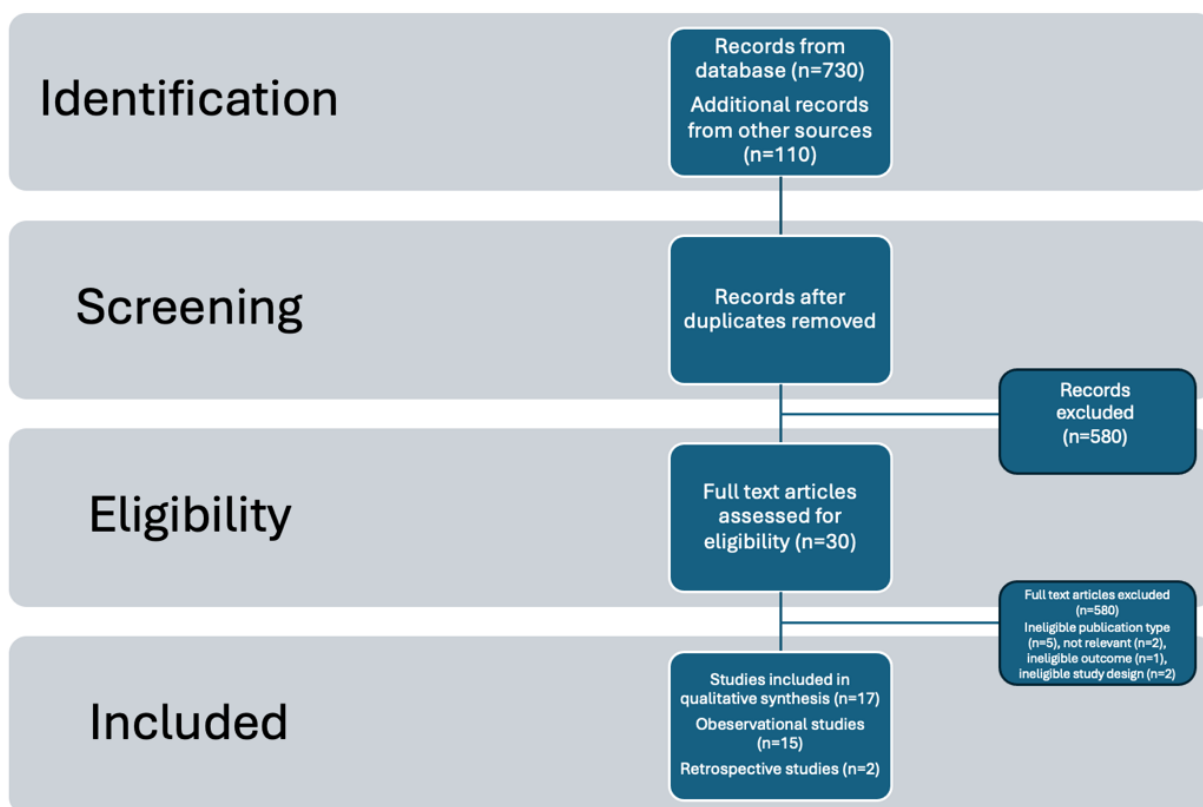 Identification
Records from
database (n=730)
Additional records
from other sources
(n=110)
Screening
Records after
duplicates removed
Records
excluded
(n=580)
Eligibility
Full text articles
assessed for
eligibility (n=30)
Full text articles excluded
(n=580)
Ineligible publication type
(n=5), not relevant (n=2),
ineligible outcome (n=1),
ineligible study design (n=2)
Included
Studies included in
qualitative synthesis (n=17)
Obeservational studies
(n=15)
Retrospective studies (n=2)